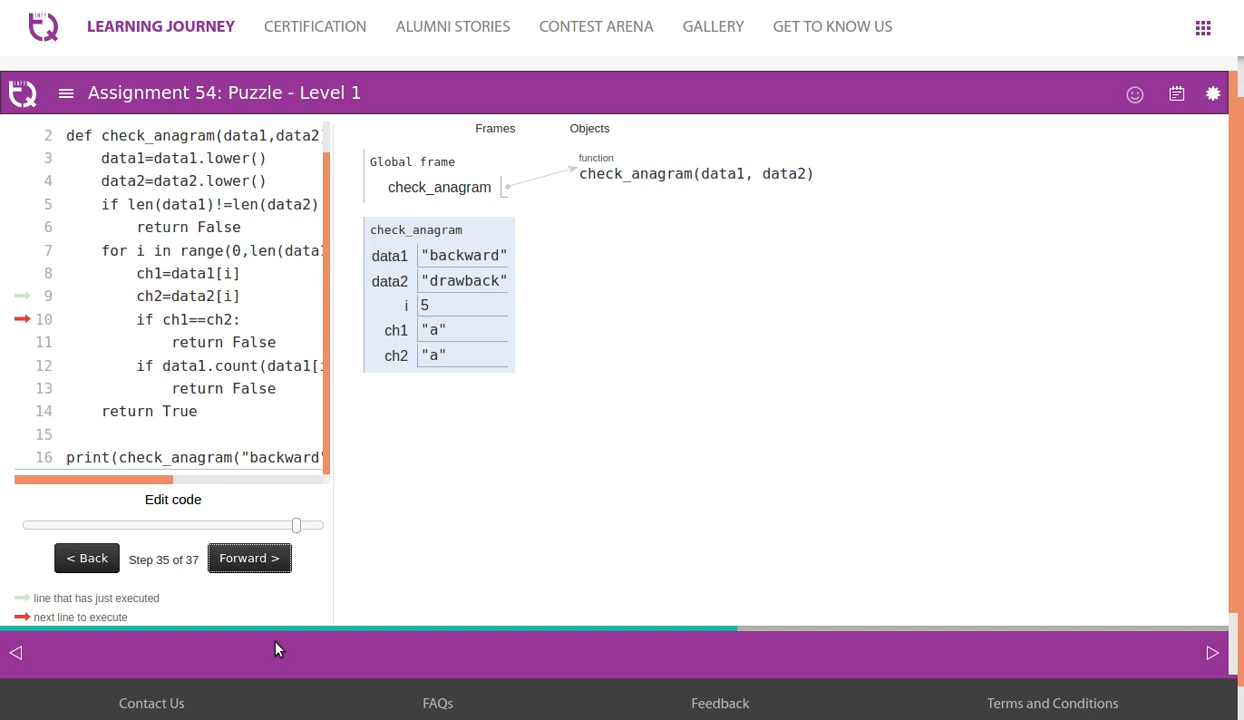 INFY TQ
LEARNING JOURNEY
CERTIFICATION
ALUMNI STORIES
CONTEST ARENA
GALLERY
GET TO KNOW US
INFY TQ
Assignment 54: Puzzle - Level 1
2 def check_anagram(data1,data2
3 data1=data1.lower()
4 data2=data2.lower()
5 if len(data1)!=len(data2)
6 return False
7 for i in range(0,len(data1
8 ch1=data1[i]
9 ch2=data2[i]
10 if ch1==ch2:
11 return False
12 if data1.count(data1[i
13 return False
14 return True
15
16 print(check_anagram("backward"
Edit code
< Back
Step 35 of 37
Forward >
line that has just executed
next line to execute
Frames
Objects
Global frame
check_anagram
function
check_anagram(data1, data2)
check_anagram
data1 "backward"
data2 "drawback"
i 5
ch1 "a"
ch2 "a"
Contact Us
FAQs
Feedback
Terms and Conditions